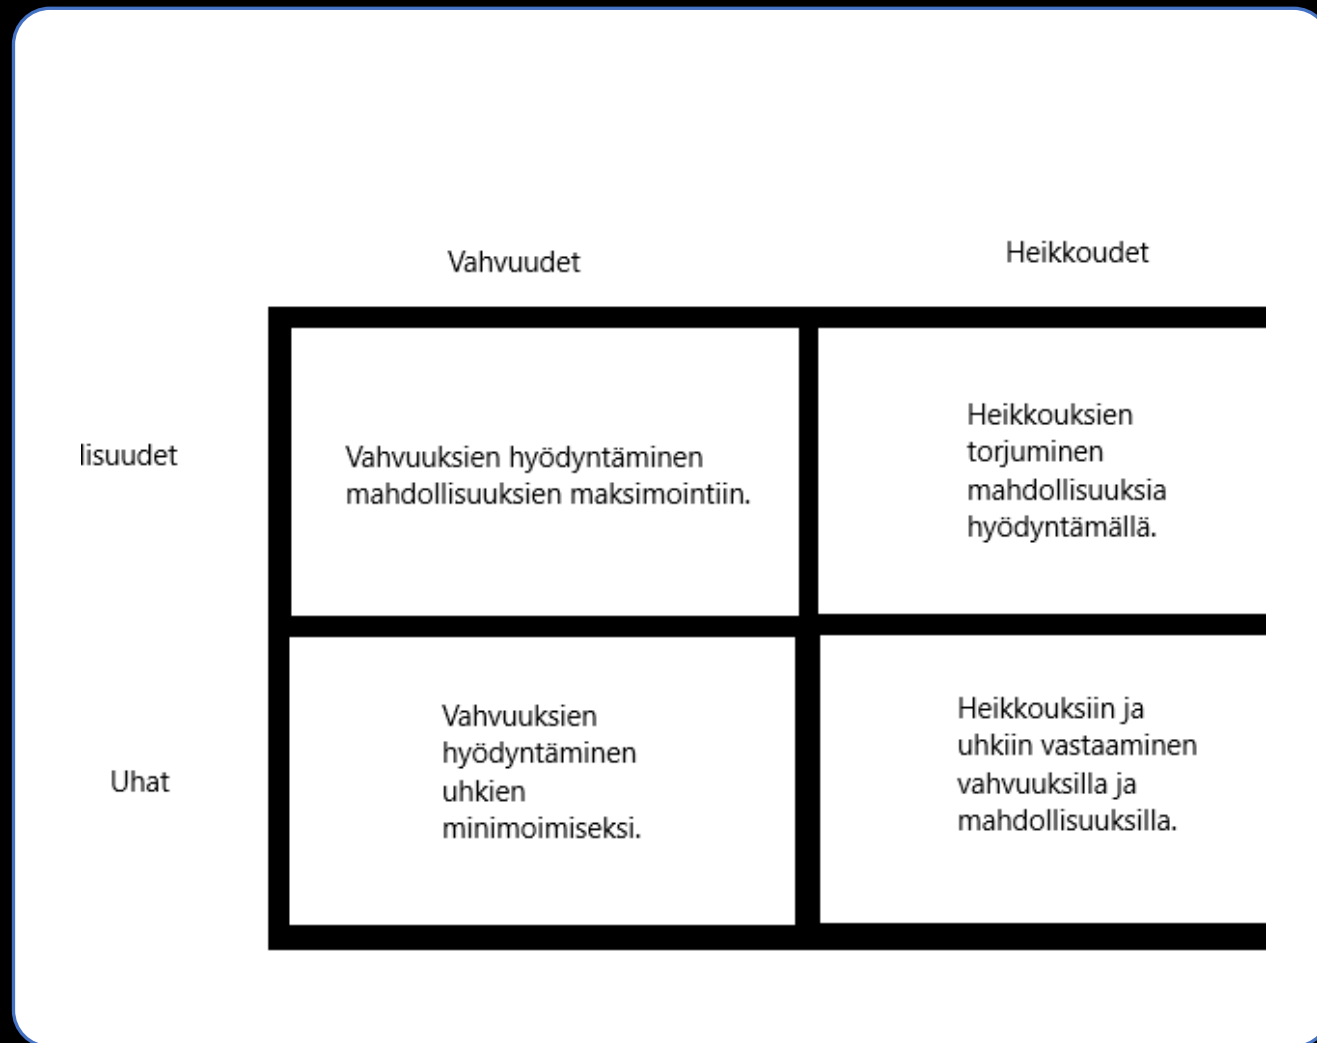 Vahvuudet
Heikkoudet
lisuudet
Vahvuuksien hyödyntäminen
mahdollisuuksien maksimointiin.
Heikkouksien
torjuminen
mahdollisuuksia
hyödyntämällä.
Uhat
Vahvuuksien
hyödyntäminen
uhkien
minimoimiseksi.
Heikkouksiin ja
uhkiin vastaaminen
vahvuuksilla ja
mahdollisuuksilla.